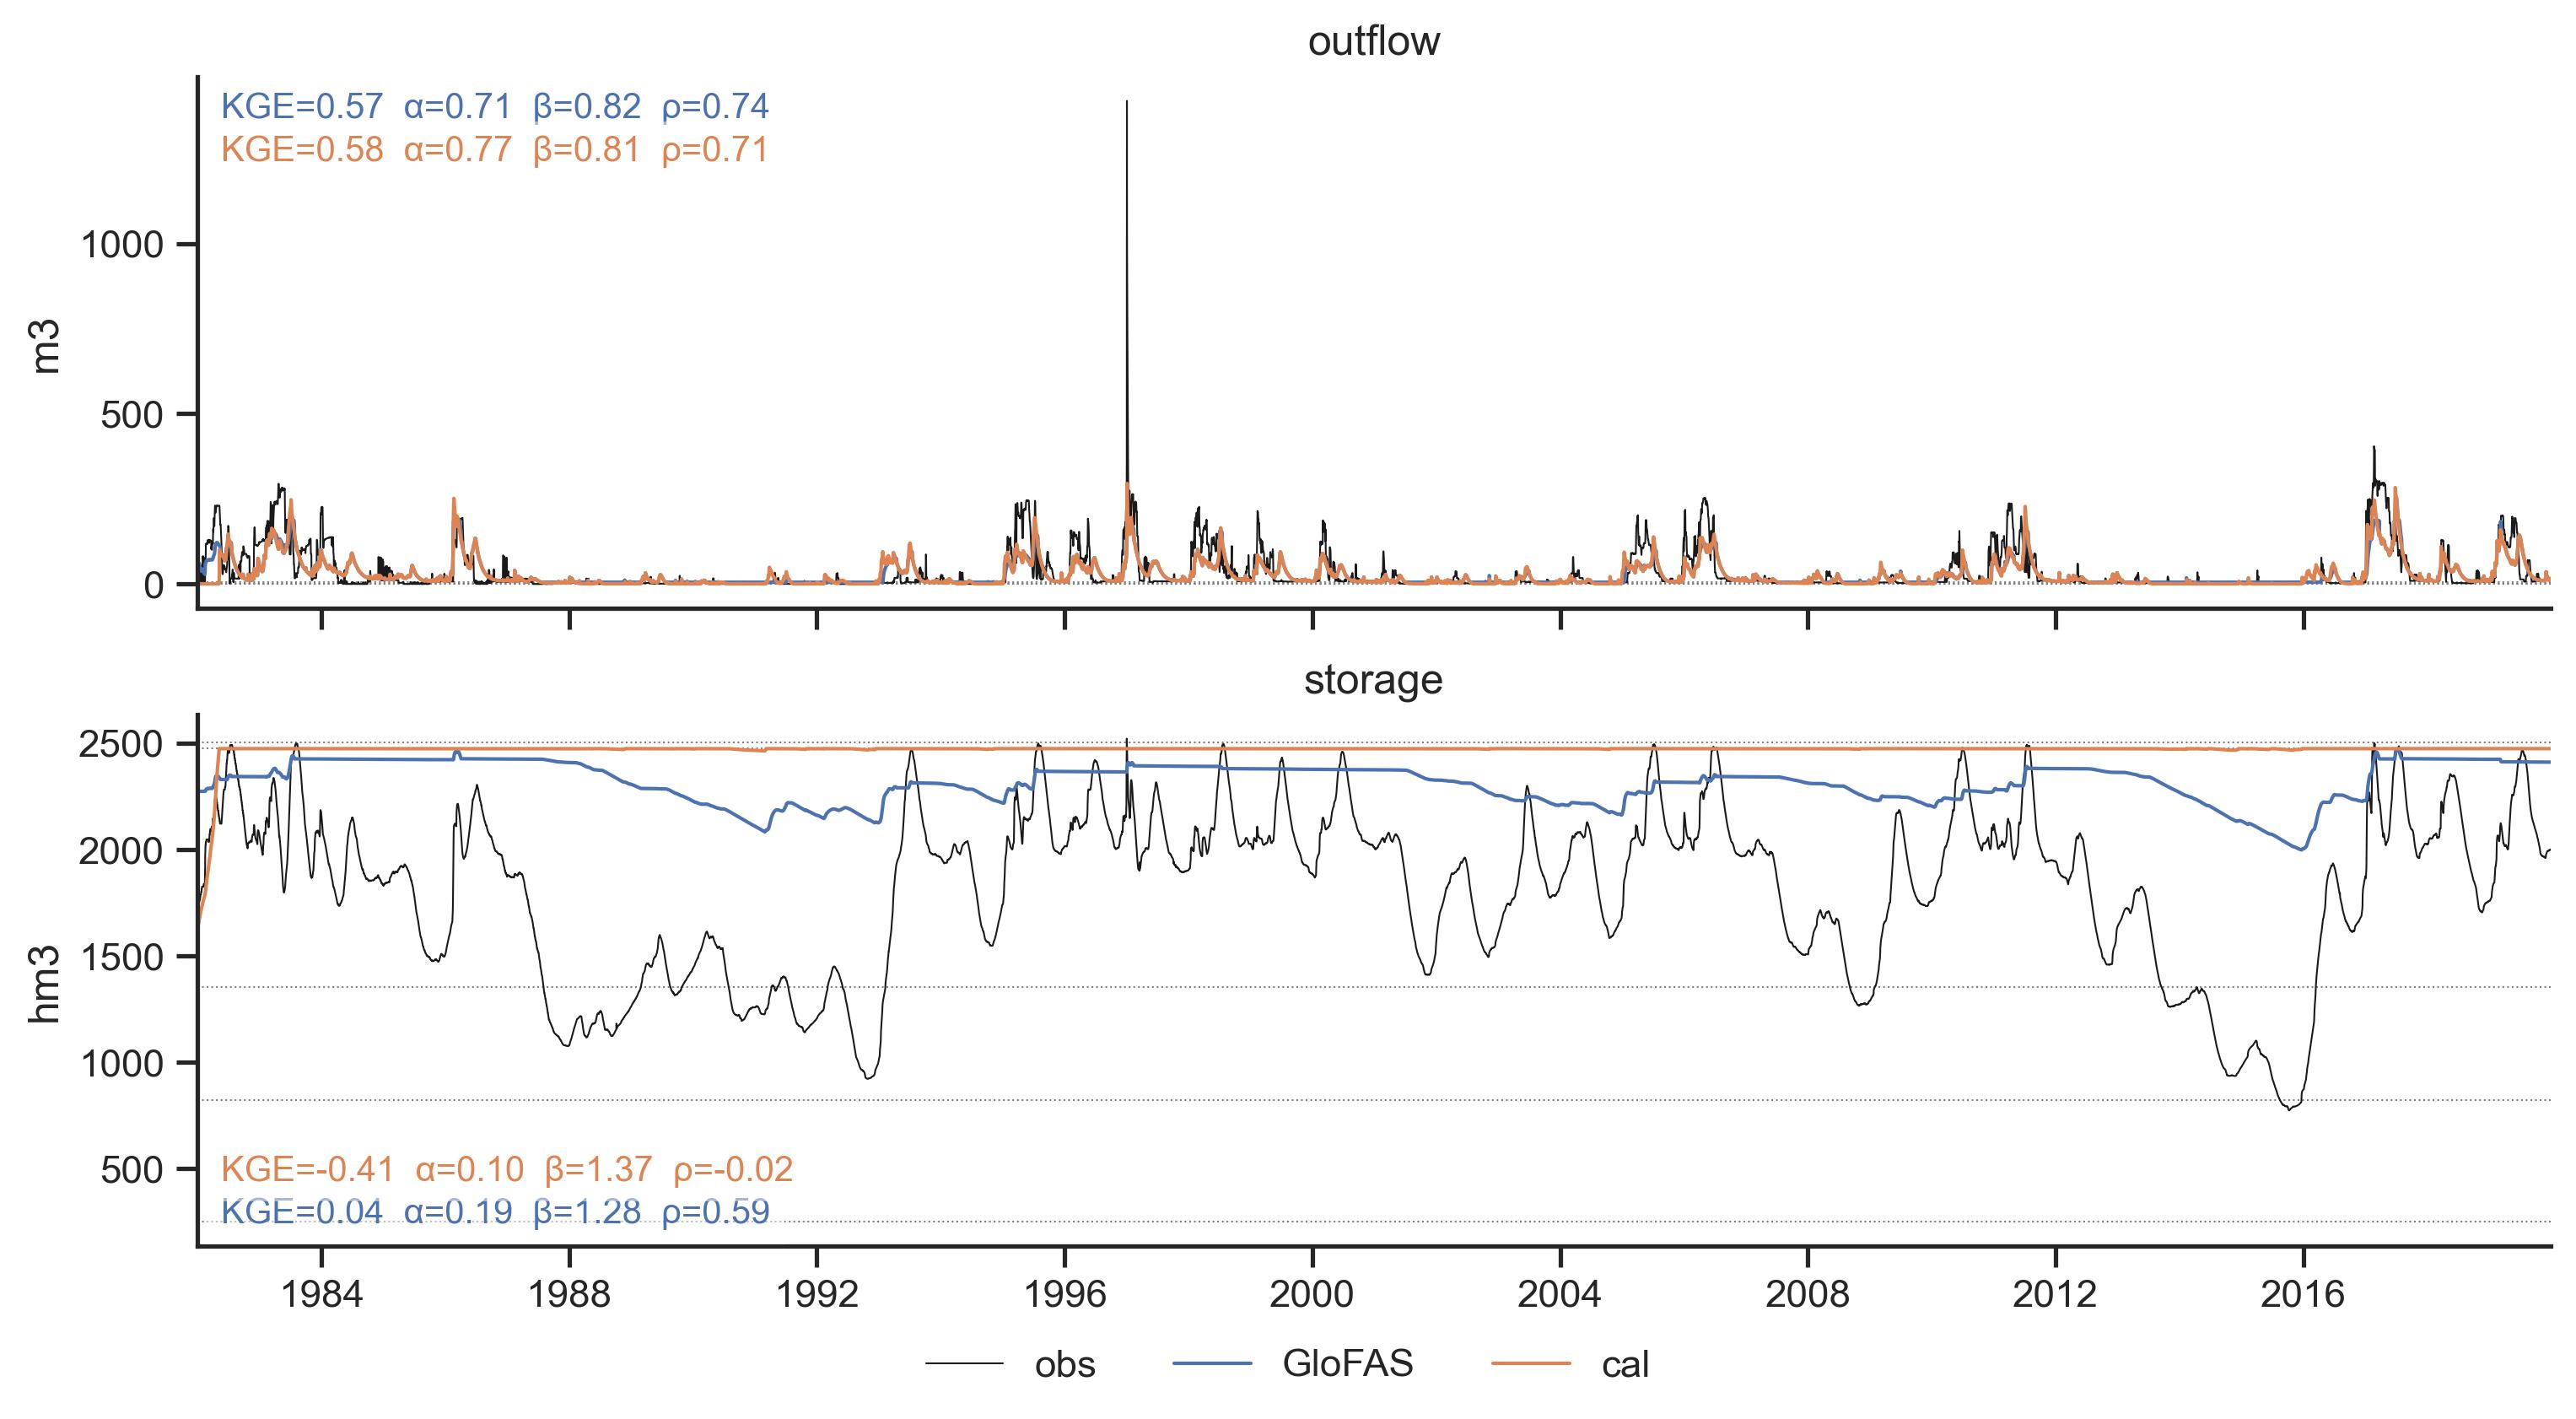 outflow
KGE=0.57 α=0.71 β=0.82 ρ=0.74
KGE=0.58 α=0.77 β=0.81 ρ=0.71
1000
500
0
m3
storage
2500
2000
1500
1000
500
hm3
KGE=-0.41 α=0.10 β=1.37 ρ=-0.02
KGE=0.04 α=0.19 β=1.28 ρ=0.59
1984 1988 1992 1996 2000 2004 2008 2012 2016
obs GloFAS cal